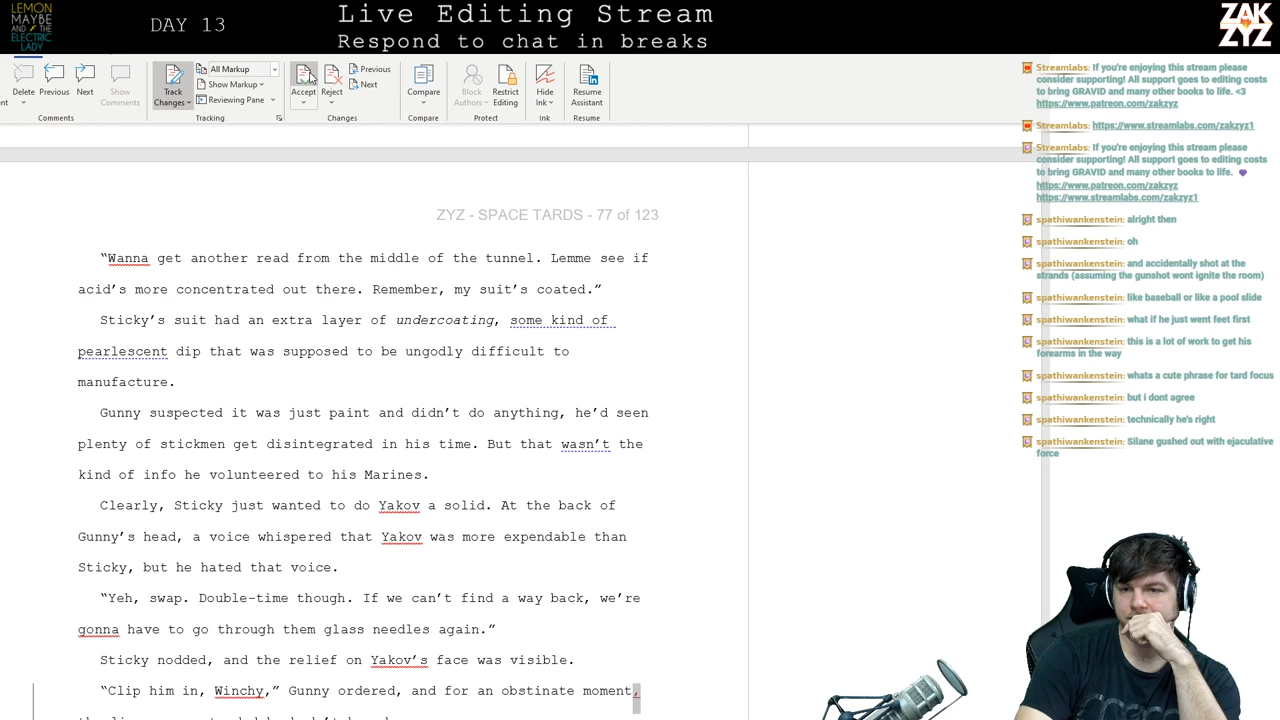 LEMON
MAYBE
AND THE
ELECTRIC
LADY
DAY 13
Live Editing Stream
Respond to chat in breaks
ZAK
ZYZ
Delete
Previous
Next
Show
Comments
Comments
Track
Changes
All Markup
Show Markup
Reviewing Pane
Tracking
Accept
Reject
Previous
Next
Changes
Compare
Compare
Block
Authors
Restrict
Editing
Protect
Hide
Ink
Ink
Resume
Assistant
Resume
ZYZ - SPACE TARDS - 77 of 123
“Wanna get another read from the middle of the tunnel. Lemme see if
acid’s more concentrated out there. Remember, my suit’s coated.”
Sticky’s suit had an extra layer of undercoating, some kind of
pearlescent dip that was supposed to be ungodly difficult to
manufacture.
Gunny suspected it was just paint and didn’t do anything, he’d seen
plenty of stickmen get disintegrated in his time. But that wasn’t the
kind of info he volunteered to his Marines.
Clearly, Sticky just wanted to do Yakov a solid. At the back of
Gunny’s head, a voice whispered that Yakov was more expendable than
Sticky, but he hated that voice.
“Yeh, swap. Double-time though. If we can’t find a way back, we’re
gonna have to go through them glass needles again.”
Sticky nodded, and the relief on Yakov’s face was visible.
“Clip him in, Winchy,” Gunny ordered, and for an obstinate moment,
Streamlabs: If you're enjoying this stream please
consider supporting! All support goes to editing costs
to bring GRAVID and many other books to life. <3
https://www.patreon.com/zakzyz
Streamlabs: https://www.streamlabs.com/zakzyz1
Streamlabs: If you're enjoying this stream please
consider supporting! All support goes to editing costs
to bring GRAVID and many other books to life. 💜
https://www.patreon.com/zakzyz
https://www.streamlabs.com/zakzyz1
spathiwankenstein: alright then
spathiwankenstein: oh
spathiwankenstein: and accidentally shot at the
strands (assuming the gunshot wont ignite the room)
spathiwankenstein: like baseball or like a pool slide
spathiwankenstein: what if he just went feet first
spathiwankenstein: this is a lot of work to get his
forearms in the way
spathiwankenstein: whats a cute phrase for tard focus
spathiwankenstein: but i dont agree
spathiwankenstein: technically he's right
spathiwankenstein: Silane gushed out with ejaculative
force